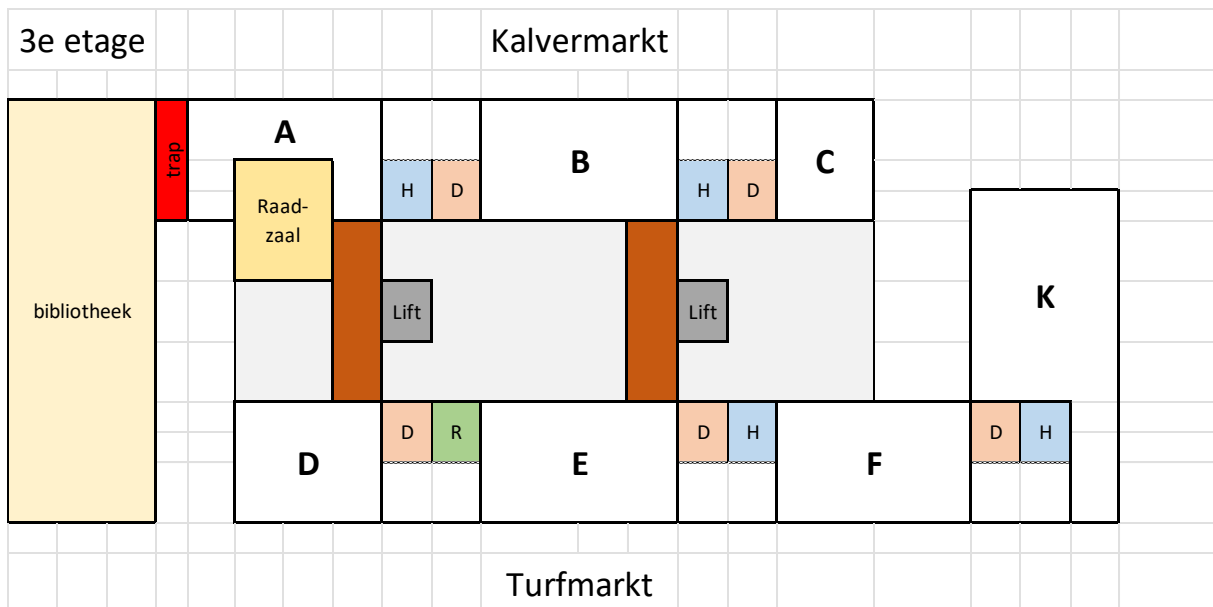 3e etage
Kalvermarkt
trap
A
B
C
H
D
H
D
Raad-
zaal
K
bibliotheek
Lift
Lift
D
D
R
E
D
H
F
D
H
Turfmarkt